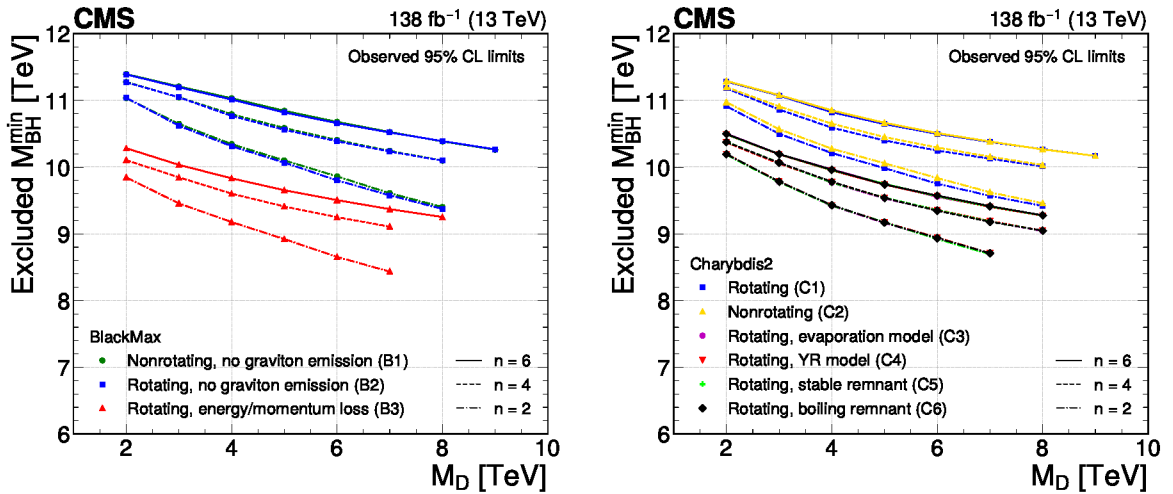 CMS 138 fb⁻¹ (13 TeV)
Observed 95% CL limits
Excluded M_BH^min [TeV]
12
11
10
9
8
7
6
BlackMax
Nonrotating, no graviton emission (B1)
Rotating, no graviton emission (B2)
Rotating, energy/momentum loss (B3)
n = 6
n = 4
n = 2
2 4 6 8 10
M_D [TeV]
CMS 138 fb⁻¹ (13 TeV)
Observed 95% CL limits
Excluded M_BH^min [TeV]
12
11
10
9
8
7
6
Charybdis2
Rotating (C1)
Nonrotating (C2)
Rotating, evaporation model (C3)
Rotating, YR model (C4)
Rotating, stable remnant (C5)
Rotating, boiling remnant (C6)
n = 6
n = 4
n = 2
2 4 6 8 10
M_D [TeV]